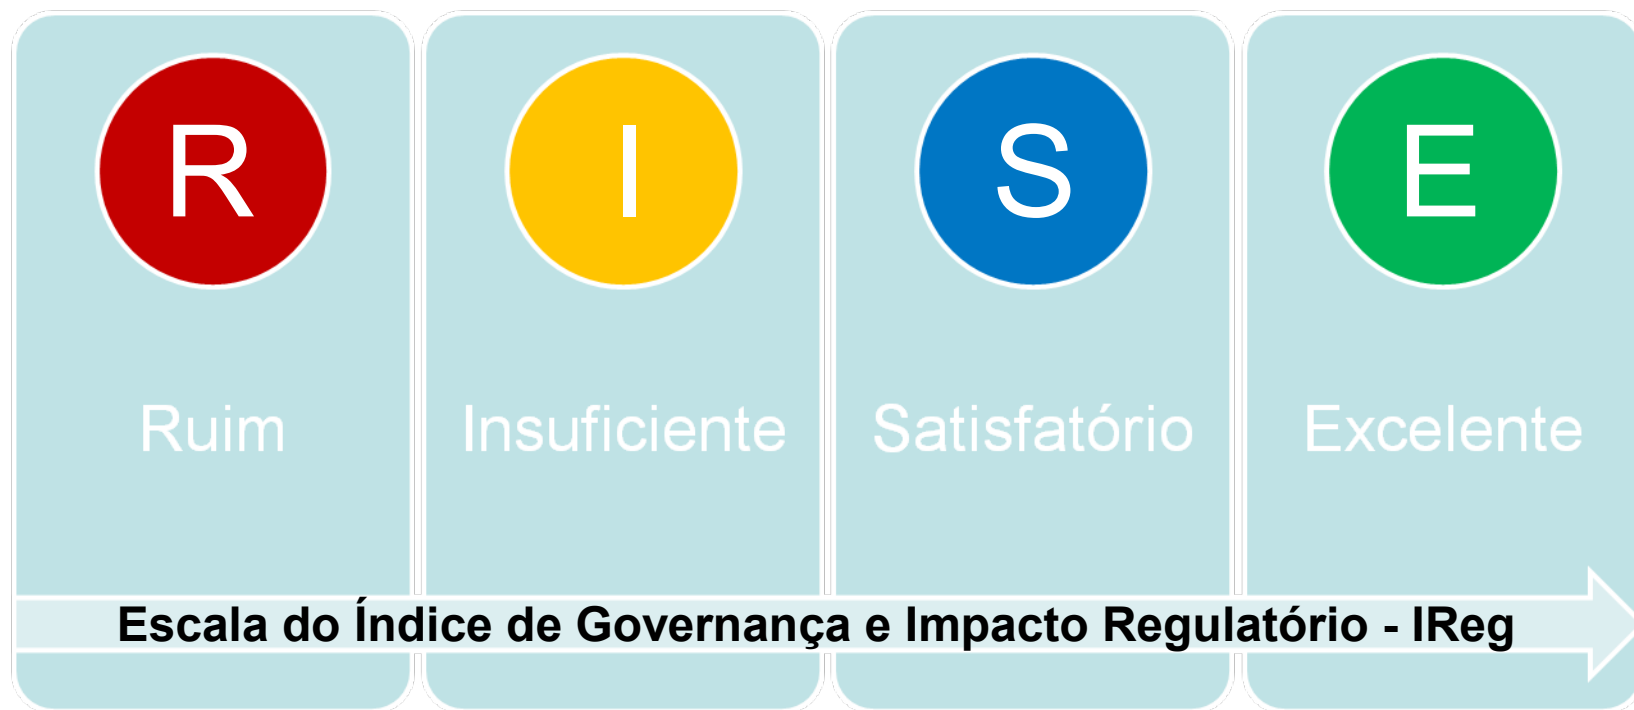 R I S E
Ruim Insuficiente Satisfatório Excelente
Escala do Índice de Governança e Impacto Regulatório - IReg